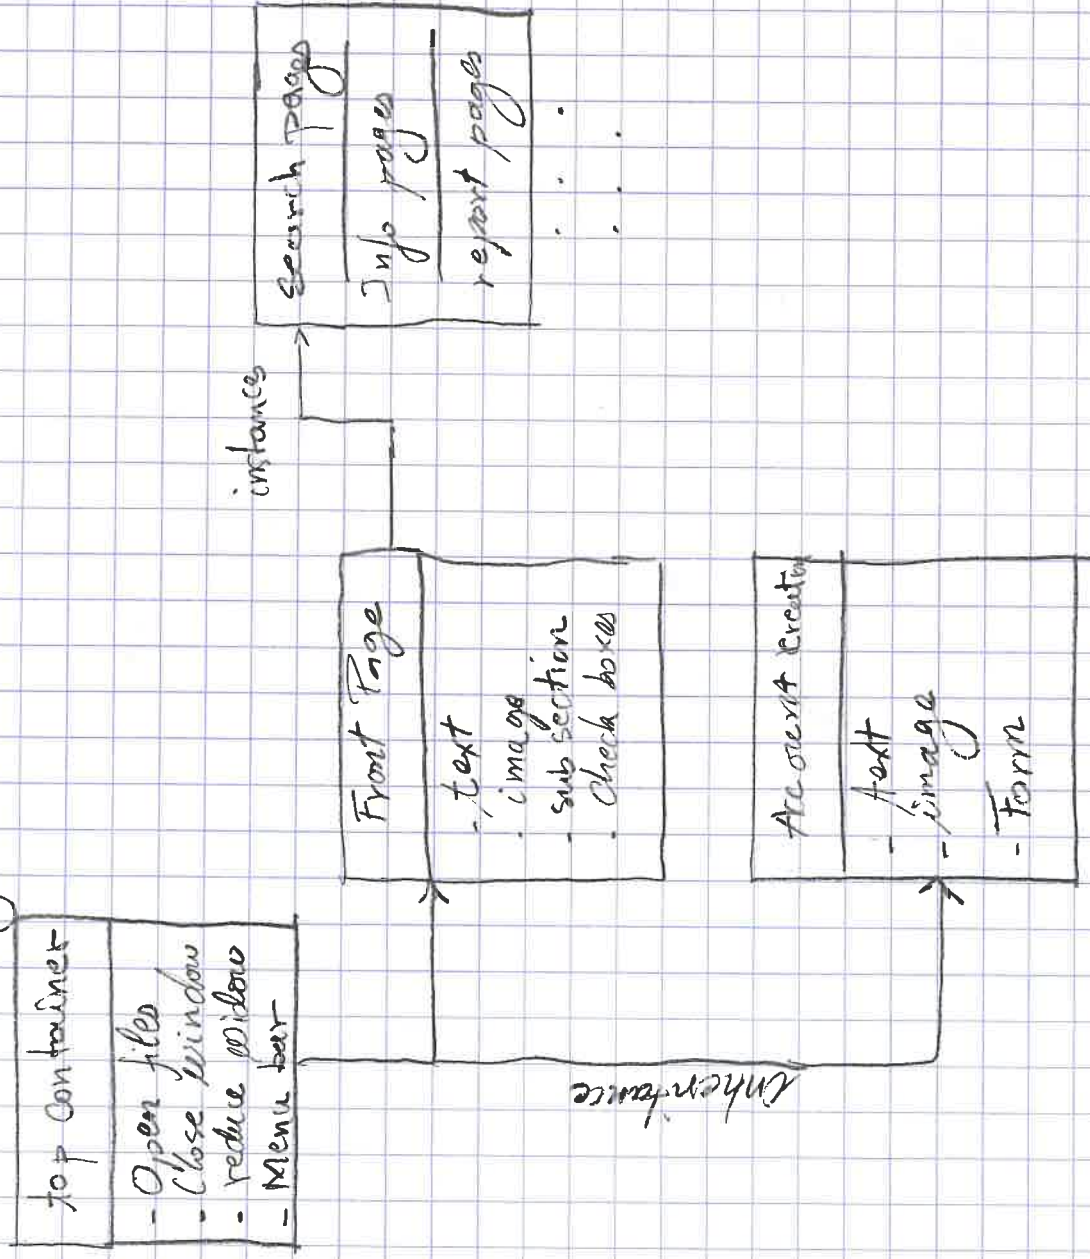 top container
- Open files
- Close window
- reduce widow
- Menu bar
inheritance
Front Page
- text
- image
- sub section
- Check boxes
Account creation
- text
- image
- Form
instances
Search pages
Info pages
report pages